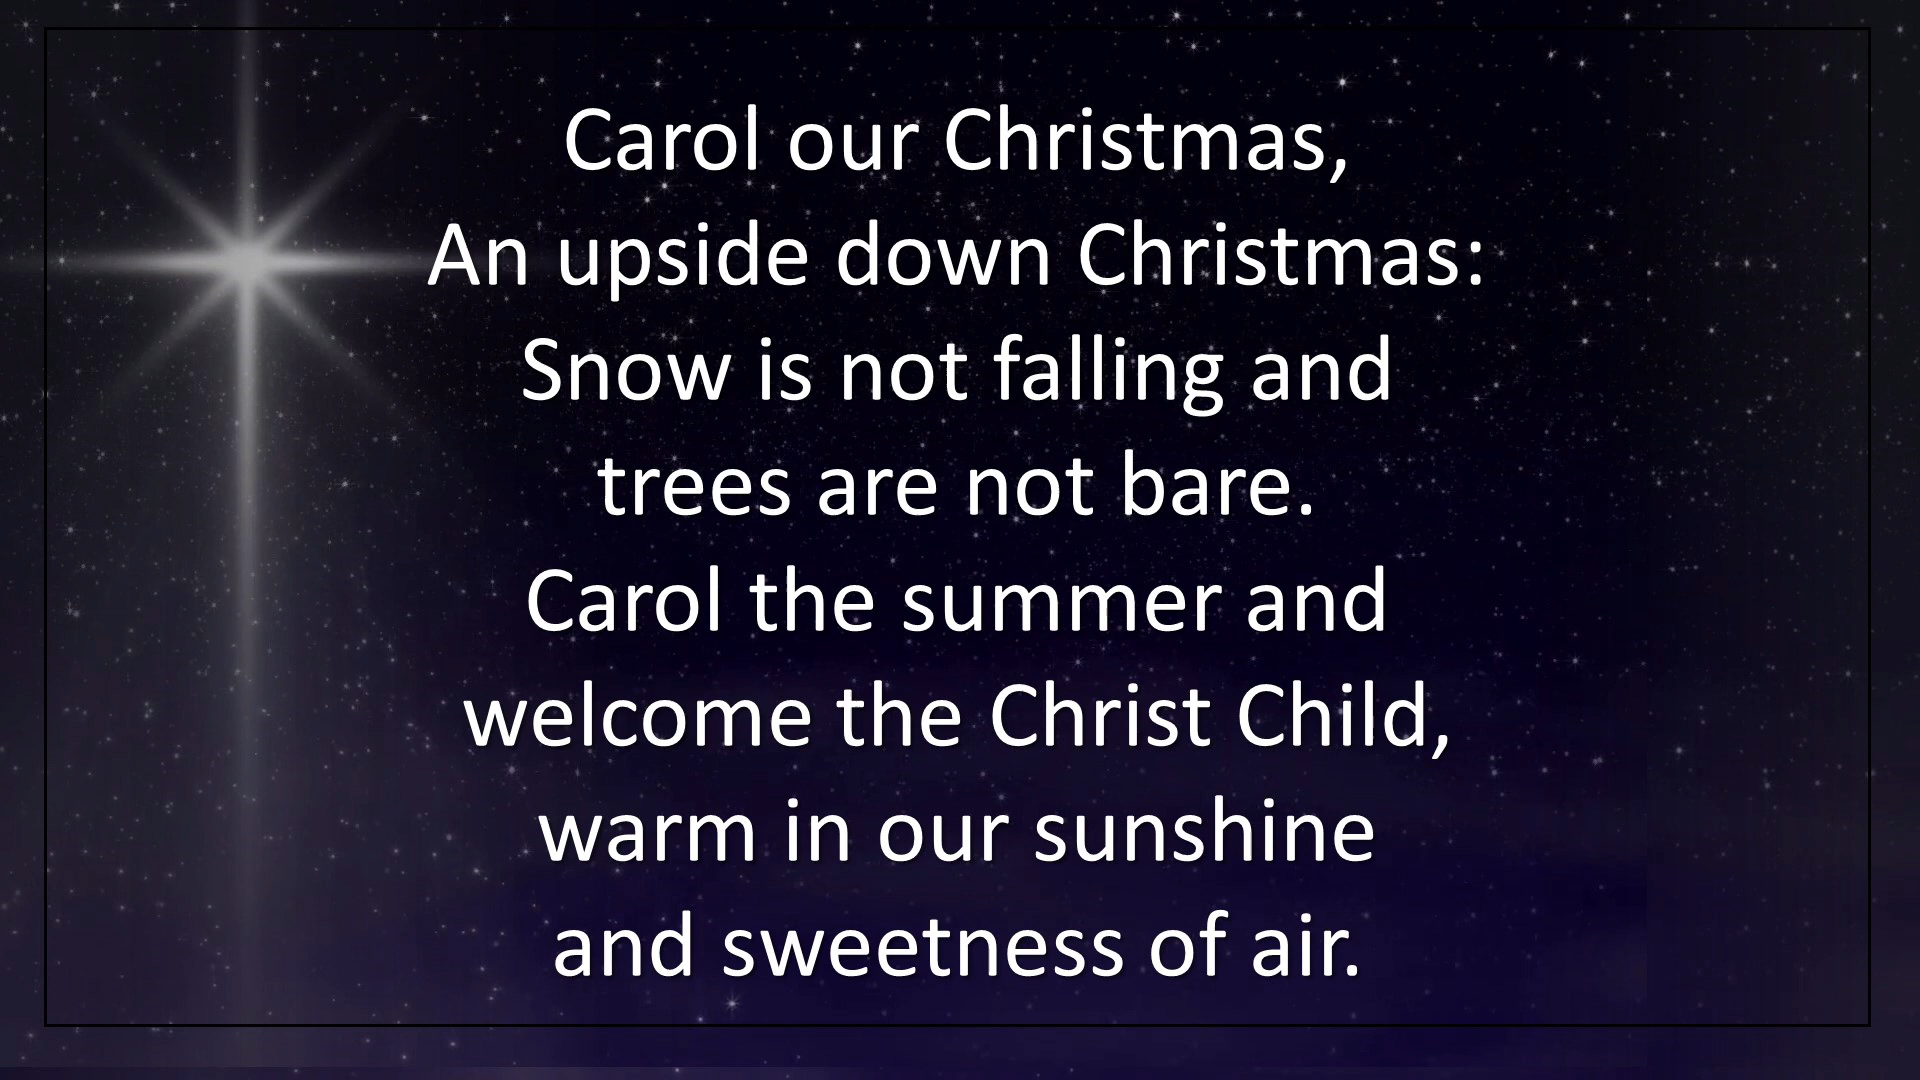 Carol our Christmas,
An upside down Christmas:
Snow is not falling and
trees are not bare.
Carol the summer and
welcome the Christ Child,
warm in our sunshine
and sweetness of air.